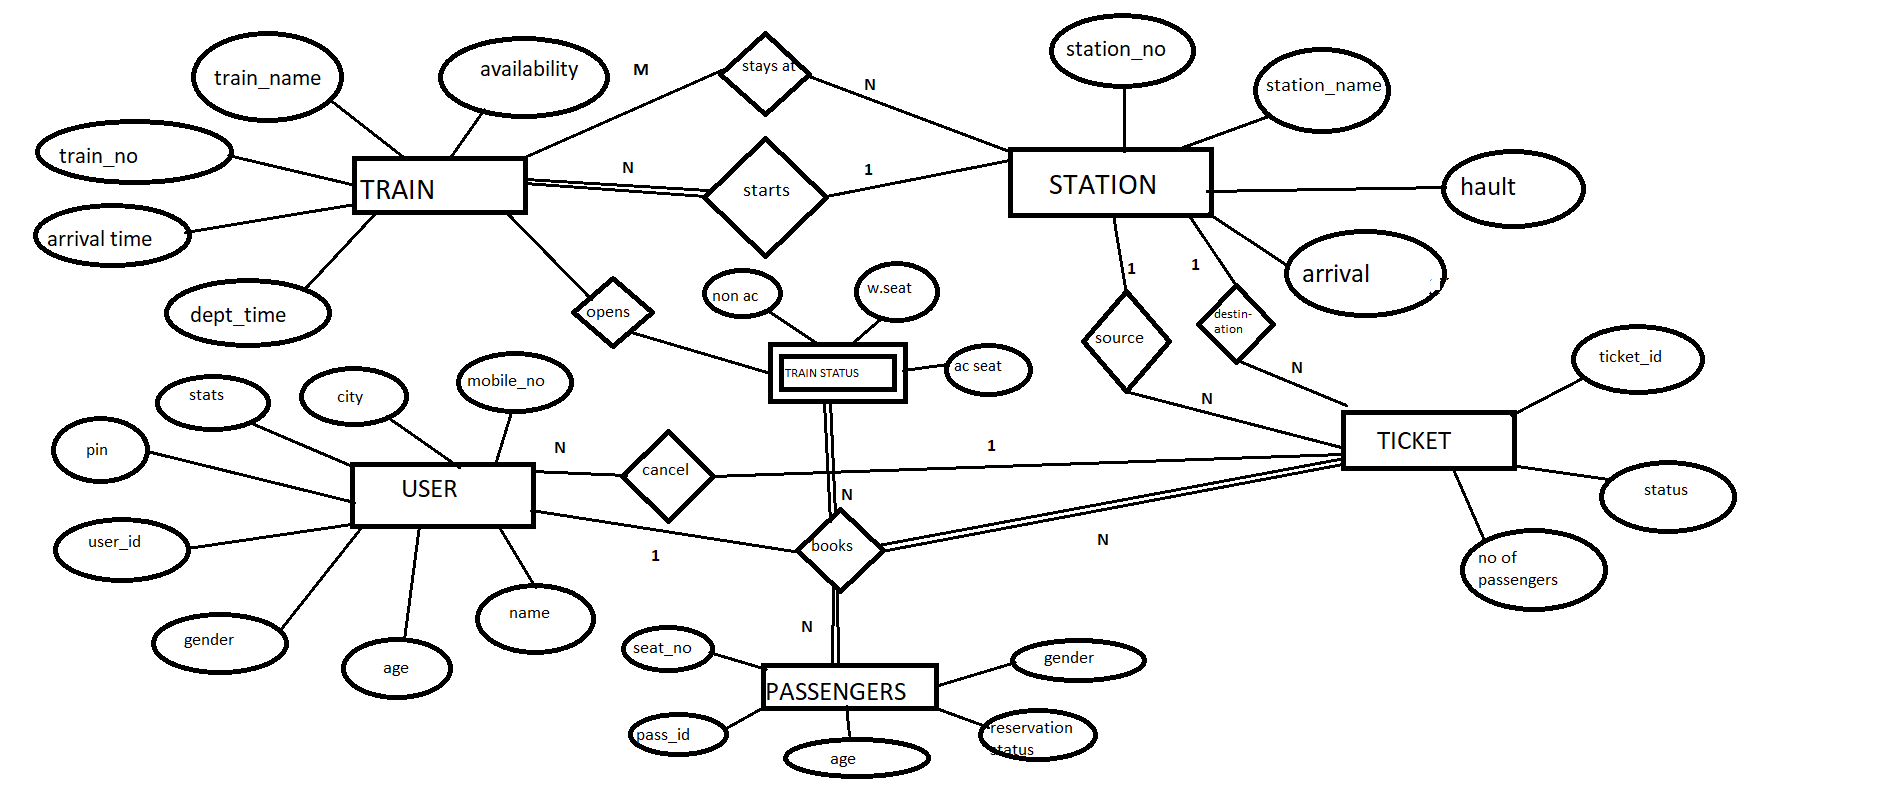 station_no
train_name
availability
M
stays at
N
station_name
train_no
TRAIN
N
starts
1
STATION
hault
arrival time
dept_time
opens
non ac
w.seat
1
1
arrival
source
destin-
ation
ticket_id
TRAIN STATUS
ac seat
N
N
stats
city
mobile_no
pin
USER
N
cancel
1
TICKET
status
N
user_id
1
books
N
no of
passengers
gender
age
name
N
seat_no
gender
PASSENGERS
pass_id
age
reservation
status